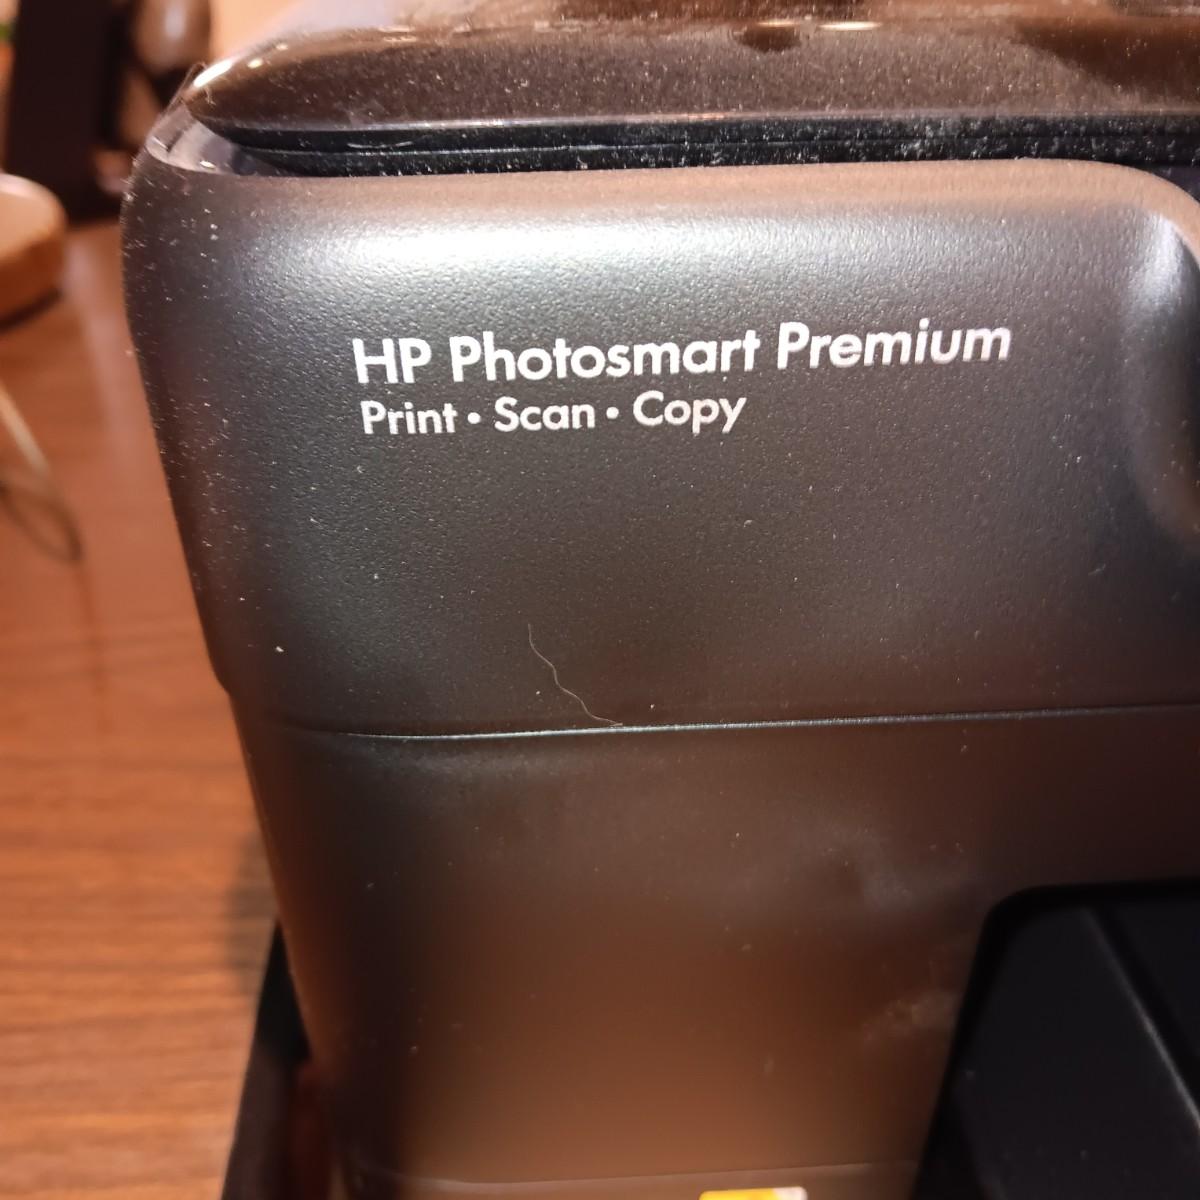 HP Photosmart Premium
Print • Scan • Copy